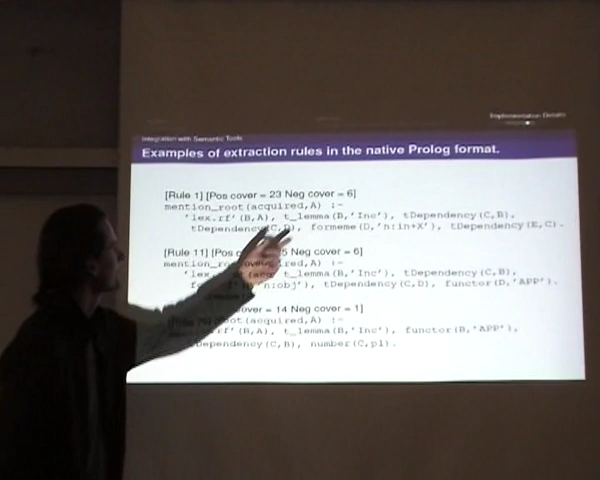 Implementation Details
Integration with Semantic Tools
Examples of extraction rules in the native Prolog format.
[Rule 1] [Pos cover = 23 Neg cover = 6]
mention_root(acquired,A) :-
'lex.rf'(B,A), t_lemma(B,'Inc'), tDependency(C,B),
tDependency(C,D), formeme(D,'n:in+X'), tDependency(E,C).
[Rule 11] [Pos 5 Neg cover = 6]
mention_ (acquired,A) :-
'lex. t_lemma(B,'Inc'), tDependency(C,B),
'n:obj'), tDependency(C,D), functor(D,'APP').
cover = 14 Neg cover = 1]
root(acquired,A) :-
rf'(B,A), t_lemma(B,'Inc'), functor(B,'APP'),
Dependency(C,B), number(C,pl).